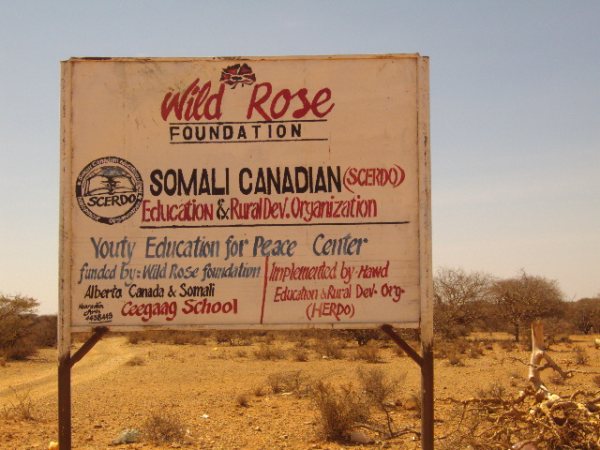 Wild Rose
FOUNDATION
SCERDO
SOMALI CANADIAN (SCERDO)
Education & Rural Dev. Organization
Youty Education for Peace Center
funded by: Wild Rose foundation
Alberta Canada & Somali
Ceegaag School
4438445
Implemented by Hawd
Education & Rural Dev Org-
(HERDO)